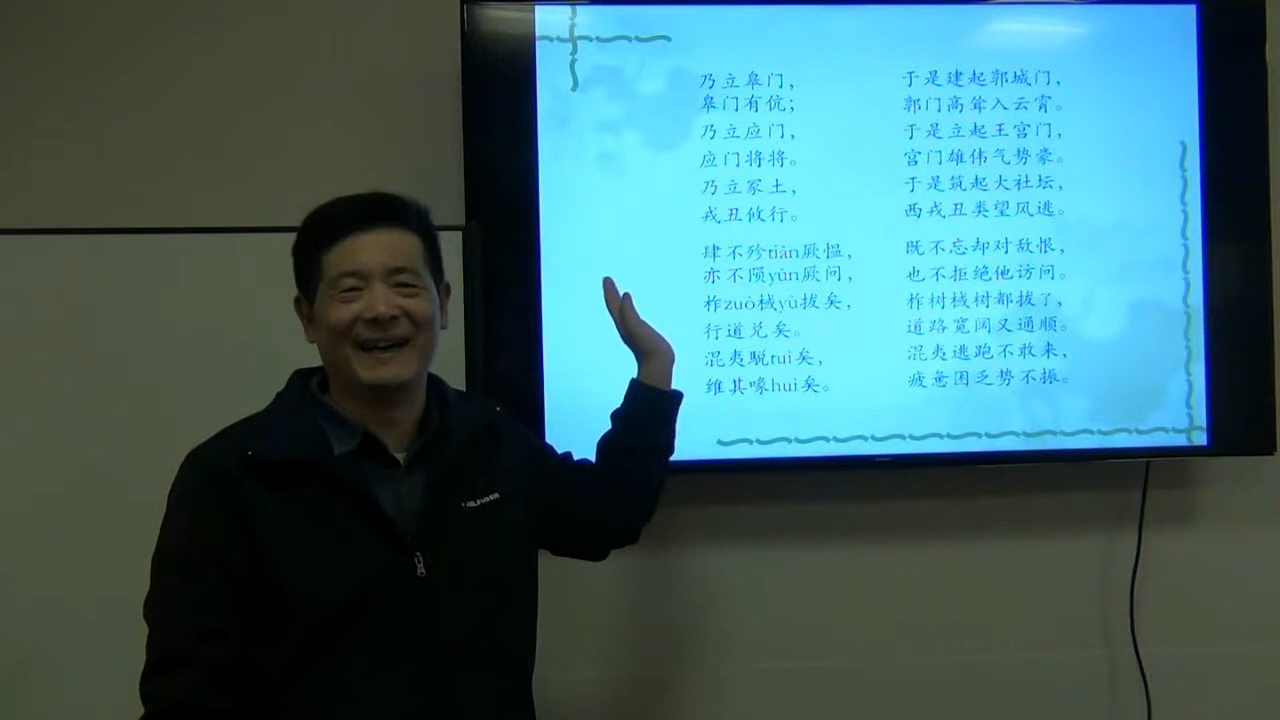 乃立皋门，
皋门有伉；
乃立应门，
应门将将。
乃立冢土，
戎丑攸行。
肆不殄tiǎn厥愠，
亦不陨yǔn厥问，
柞zuò棫yù拔矣，
行道兑矣。
混夷駾tuì矣，
维其喙huì矣。
于是建起郭城门，
郭门高耸入云霄。
于是立起王宫门，
宫门雄伟气势豪。
于是筑起大社坛，
西戎丑类望风逃。
既不忘却对敌恨，
也不拒绝他访问。
柞树棫树都拔了，
道路宽阔又通顺。
混夷逃跑不敢来，
疲惫困乏势不振。